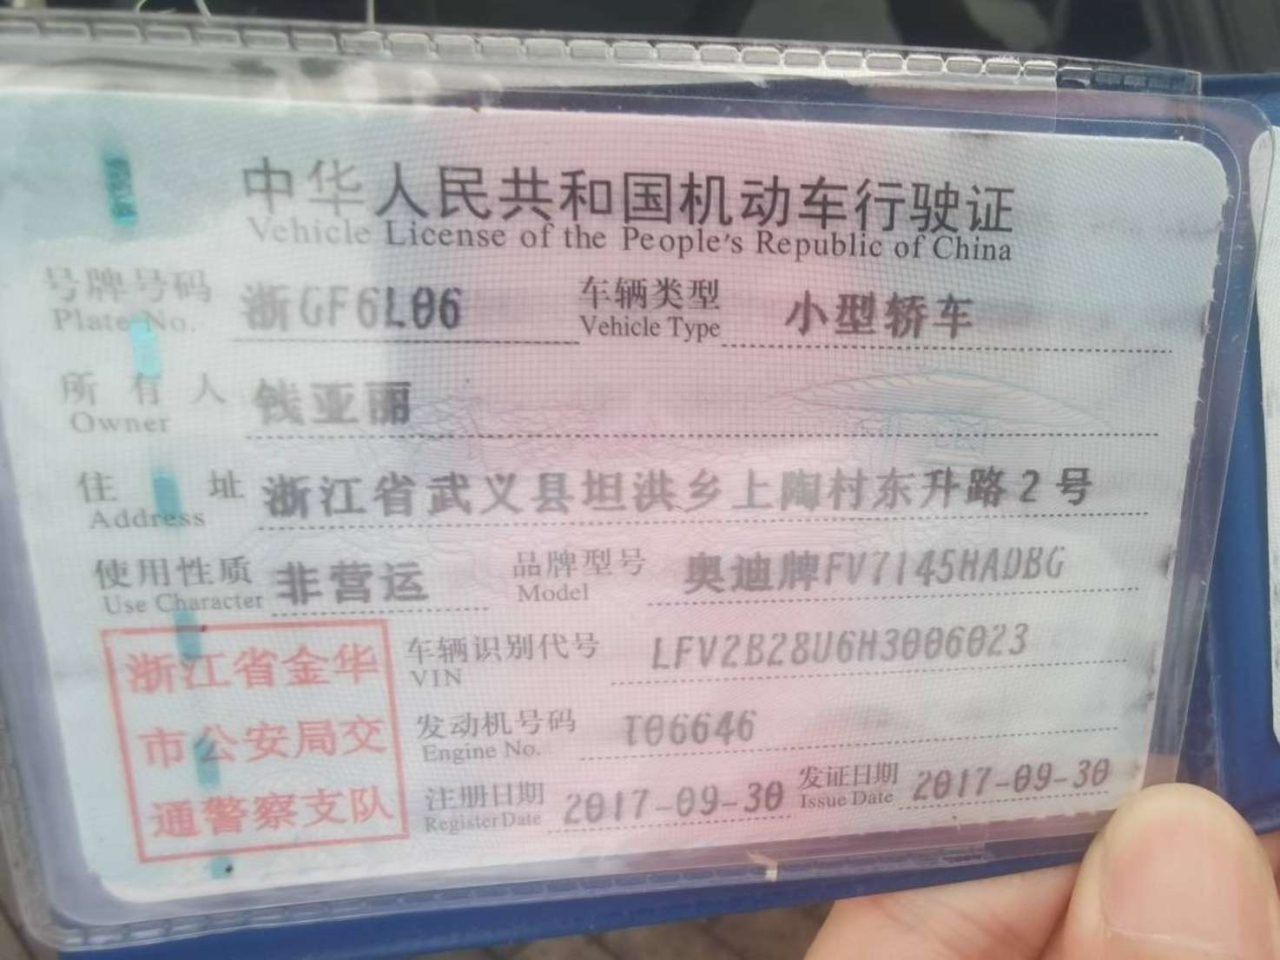 中华人民共和国机动车行驶证
Vehicle License of the People's Republic of China
号牌号码 浙GF6L06 车辆类型 小型轿车
Plate No. Vehicle Type
所有人 钱亚丽
Owner
住址 浙江省武义县坦洪乡上陶村东升路2号
Address
使用性质 非营运 品牌型号 奥迪牌FV7145HADBG
Use Character Model
浙江省金华
市公安局交
通警察支队
车辆识别代号 LFV2B28U6H3006023
VIN
发动机号码 T06646
Engine No.
注册日期 2017-09-30 发证日期 2017-09-30
Register Date Issue Date